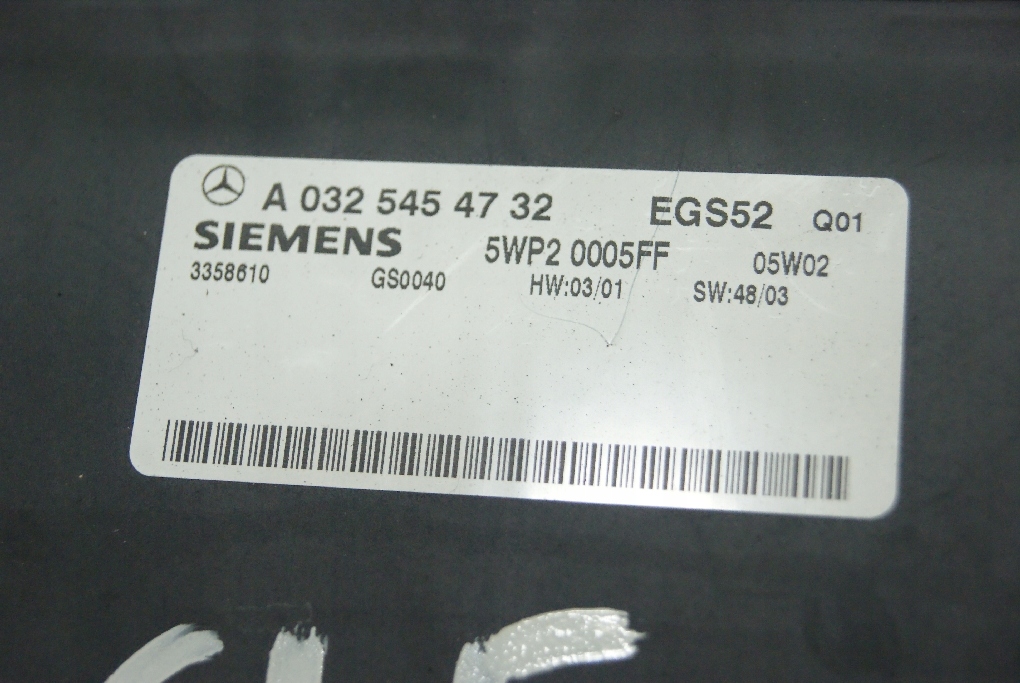 A 032 545 47 32 EGS52 Q01
SIEMENS 5WP2 0005FF 05W02
3358610 GS0040 HW:03/01 SW:48/03